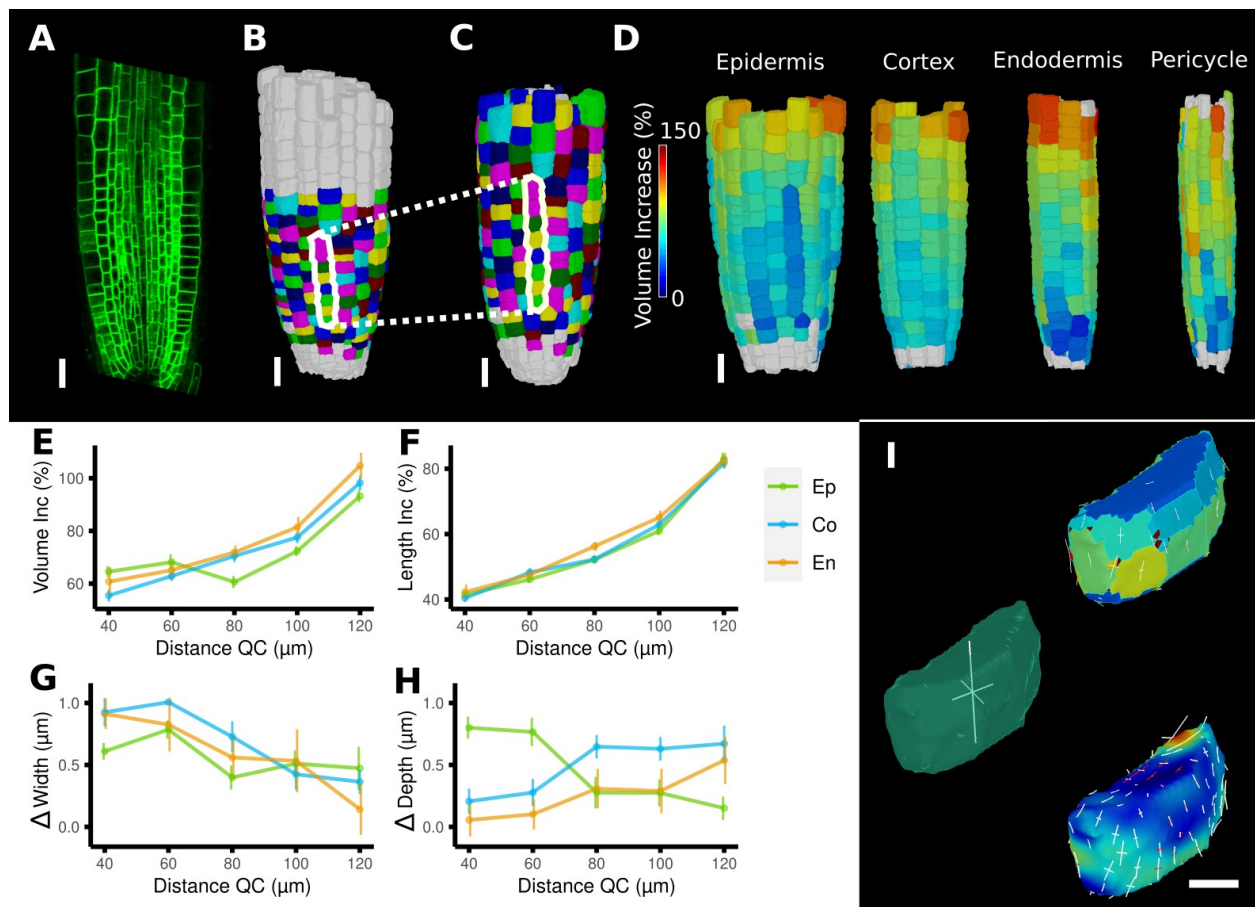 A
B
C
D
Epidermis
Cortex
Endodermis
Pericycle
Volume Increase (%)
150
0
E
Volume Inc (%)
100
80
60
40
60
80
100
120
Distance QC (µm)
F
Length Inc (%)
80
60
40
40
60
80
100
120
Distance QC (µm)
Ep
Co
En
G
Δ Width (µm)
1.0
0.5
0.0
40
60
80
100
120
Distance QC (µm)
H
Δ Depth (µm)
1.0
0.5
0.0
40
60
80
100
120
Distance QC (µm)
I